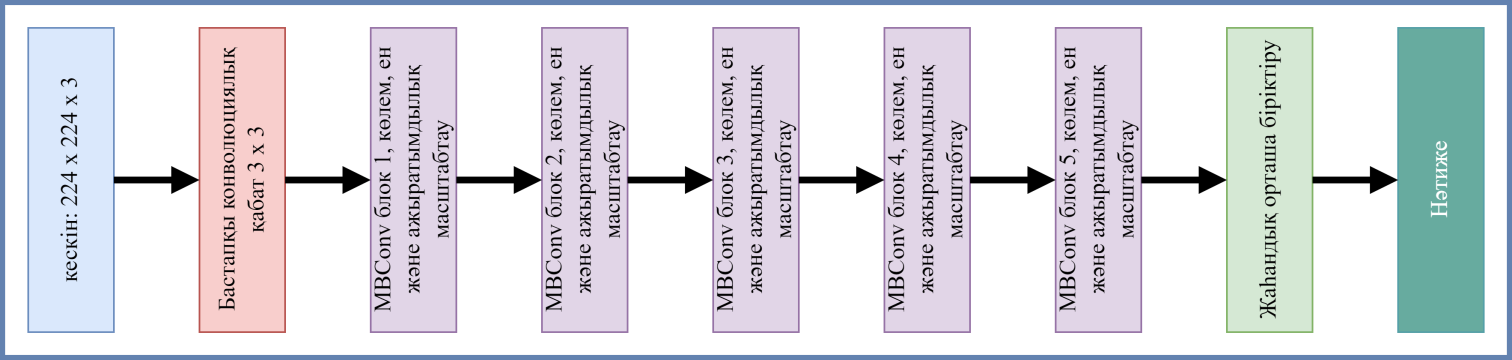 кескін: 224 x 224 x 3
Бастапқы конволюциялық
қабат 3 x 3
MBConv блок 1, көлем, ен
және ажыратымдылық
масштабтау
MBConv блок 2, көлем, ен
және ажыратымдылық
масштабтау
MBConv блок 3, көлем, ен
және ажыратымдылық
масштабтау
MBConv блок 4, көлем, ен
және ажыратымдылық
масштабтау
MBConv блок 5, көлем, ен
және ажыратымдылық
масштабтау
Жаһандық орташа біріктіру
Нәтиже